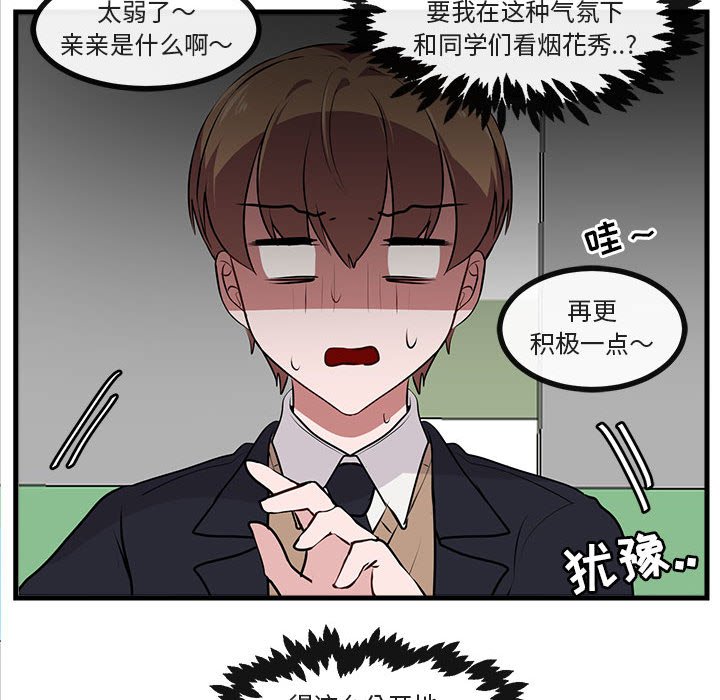 太弱了~
亲亲是什么啊~
要我在这种气氛下
和同学们看烟花秀..?
哇~
再更
积极一点~
犹豫..